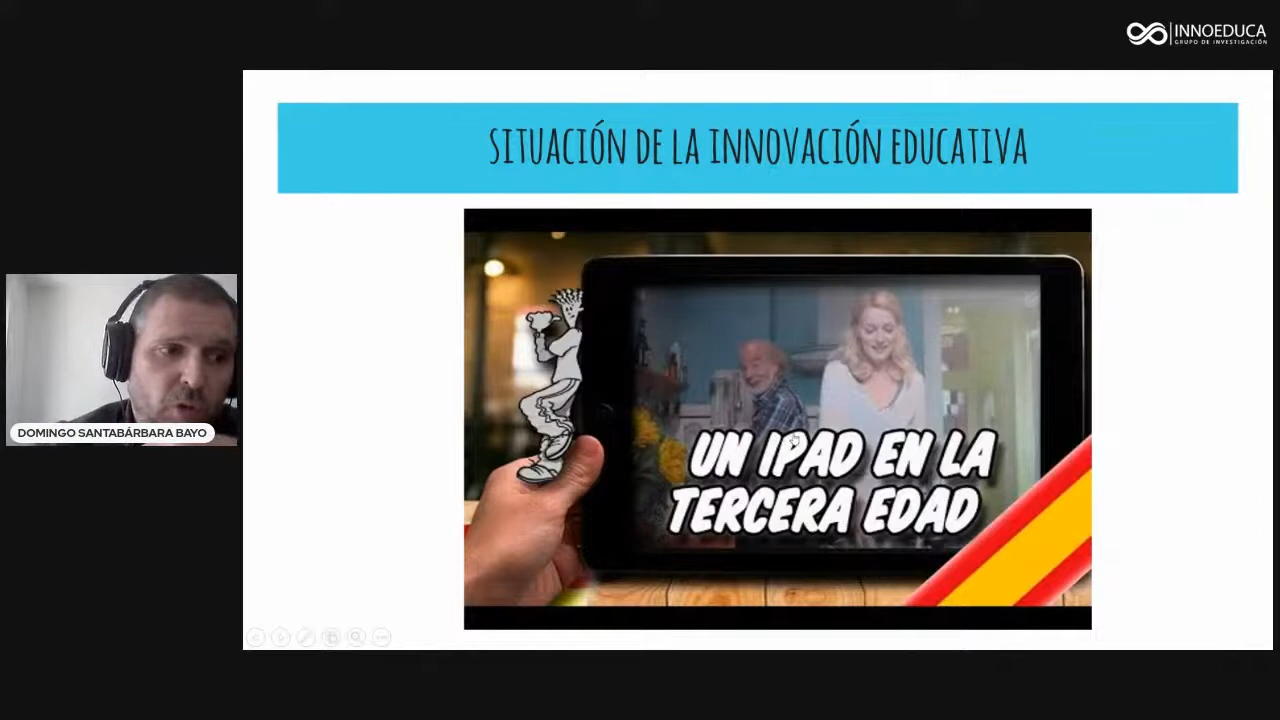 INNOEDUCA
GRUPO DE INVESTIGACIÓN
SITUACIÓN DE LA INNOVACIÓN EDUCATIVA
UN IPAD EN LA
TERCERA EDAD
DOMINGO SANTABÁRBARA BAYO